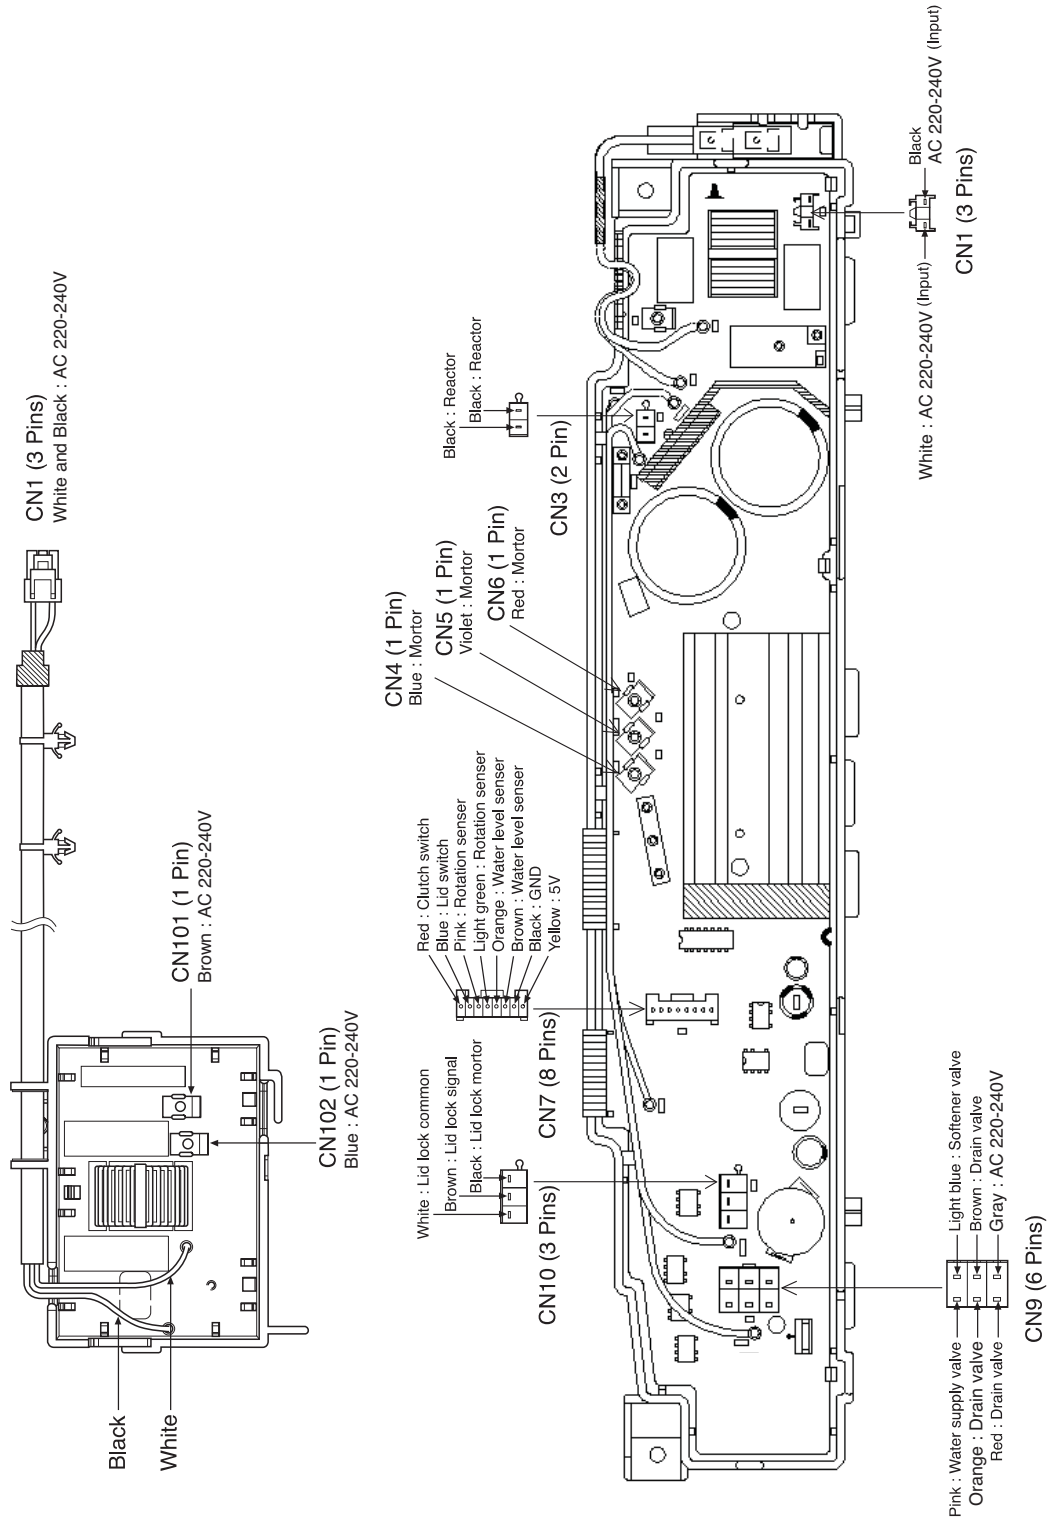 CN1 (3 Pins)
White and Black : AC 220-240V
CN101 (1 Pin)
Brown : AC 220-240V
CN102 (1 Pin)
Blue : AC 220-240V
Black
White
Black : Reactor
Black : Reactor
CN3 (2 Pin)
CN6 (1 Pin)
Red : Mortor
CN5 (1 Pin)
Violet : Mortor
CN4 (1 Pin)
Blue : Mortor
Red : Clutch switch
Blue : Lid switch
Pink : Rotation senser
Light green : Rotation senser
Orange : Water level senser
Brown : Water level senser
Black : GND
Yellow : 5V
CN7 (8 Pins)
White : Lid lock common
Brown : Lid lock signal
Black : Lid lock mortor
CN10 (3 Pins)
Black
AC 220-240V (Input)
White : AC 220-240V (Input)
CN1 (3 Pins)
Light blue : Softener valve
Brown : Drain valve
Gray : AC 220-240V
Pink : Water supply valve
Orange : Drain valve
Red : Drain valve
CN9 (6 Pins)